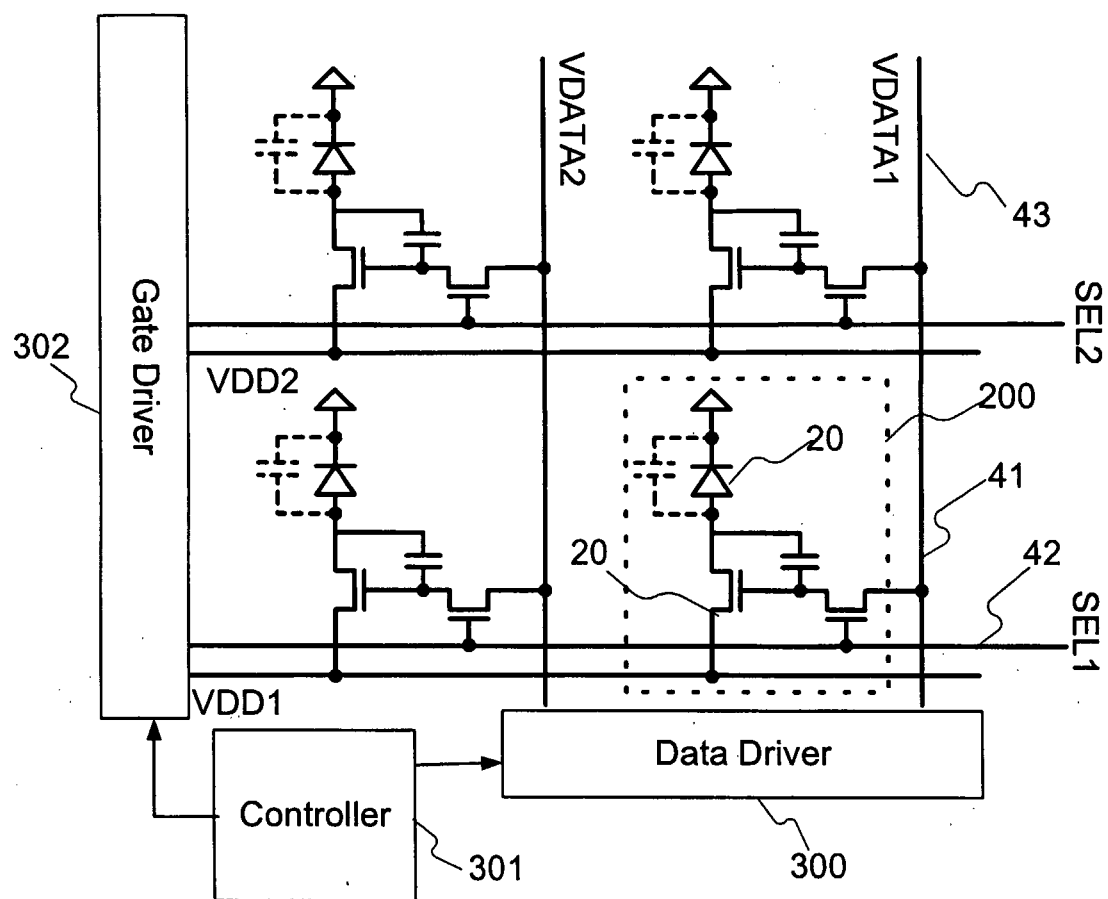 VDATA2
VDATA1
43
Gate Driver
SEL2
302
VDD2
200
20
41
20
42
SEL1
VDD1
Data Driver
Controller
301
300